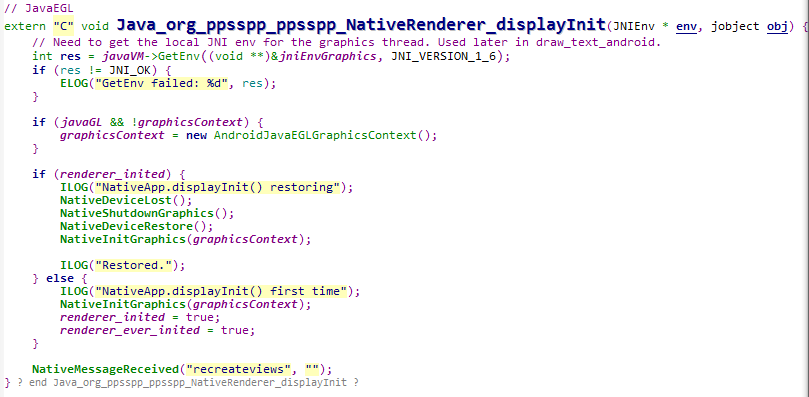 // JavaEGL
extern "C" void Java_org_ppsspp_ppsspp_NativeRenderer_displayInit(JNIEnv * env, jobject obj) {
    // Need to get the local JNI env for the graphics thread. Used later in draw_text_android.
    int res = javaVM->GetEnv((void **)&jniEnvGraphics, JNI_VERSION_1_6);
    if (res != JNI_OK) {
        ELOG("GetEnv failed: %d", res);
    }

    if (javaGL && !graphicsContext) {
        graphicsContext = new AndroidJavaEGLGraphicsContext();
    }

    if (renderer_inited) {
        ILOG("NativeApp.displayInit() restoring");
        NativeDeviceLost();
        NativeShutdownGraphics();
        NativeDeviceRestore();
        NativeInitGraphics(graphicsContext);

        ILOG("Restored.");
    } else {
        ILOG("NativeApp.displayInit() first time");
        NativeInitGraphics(graphicsContext);
        renderer_inited = true;
        renderer_ever_inited = true;
    }

    NativeMessageReceived("recreateviews", "");
} ? end Java_org_ppsspp_ppsspp_NativeRenderer_displayInit ?